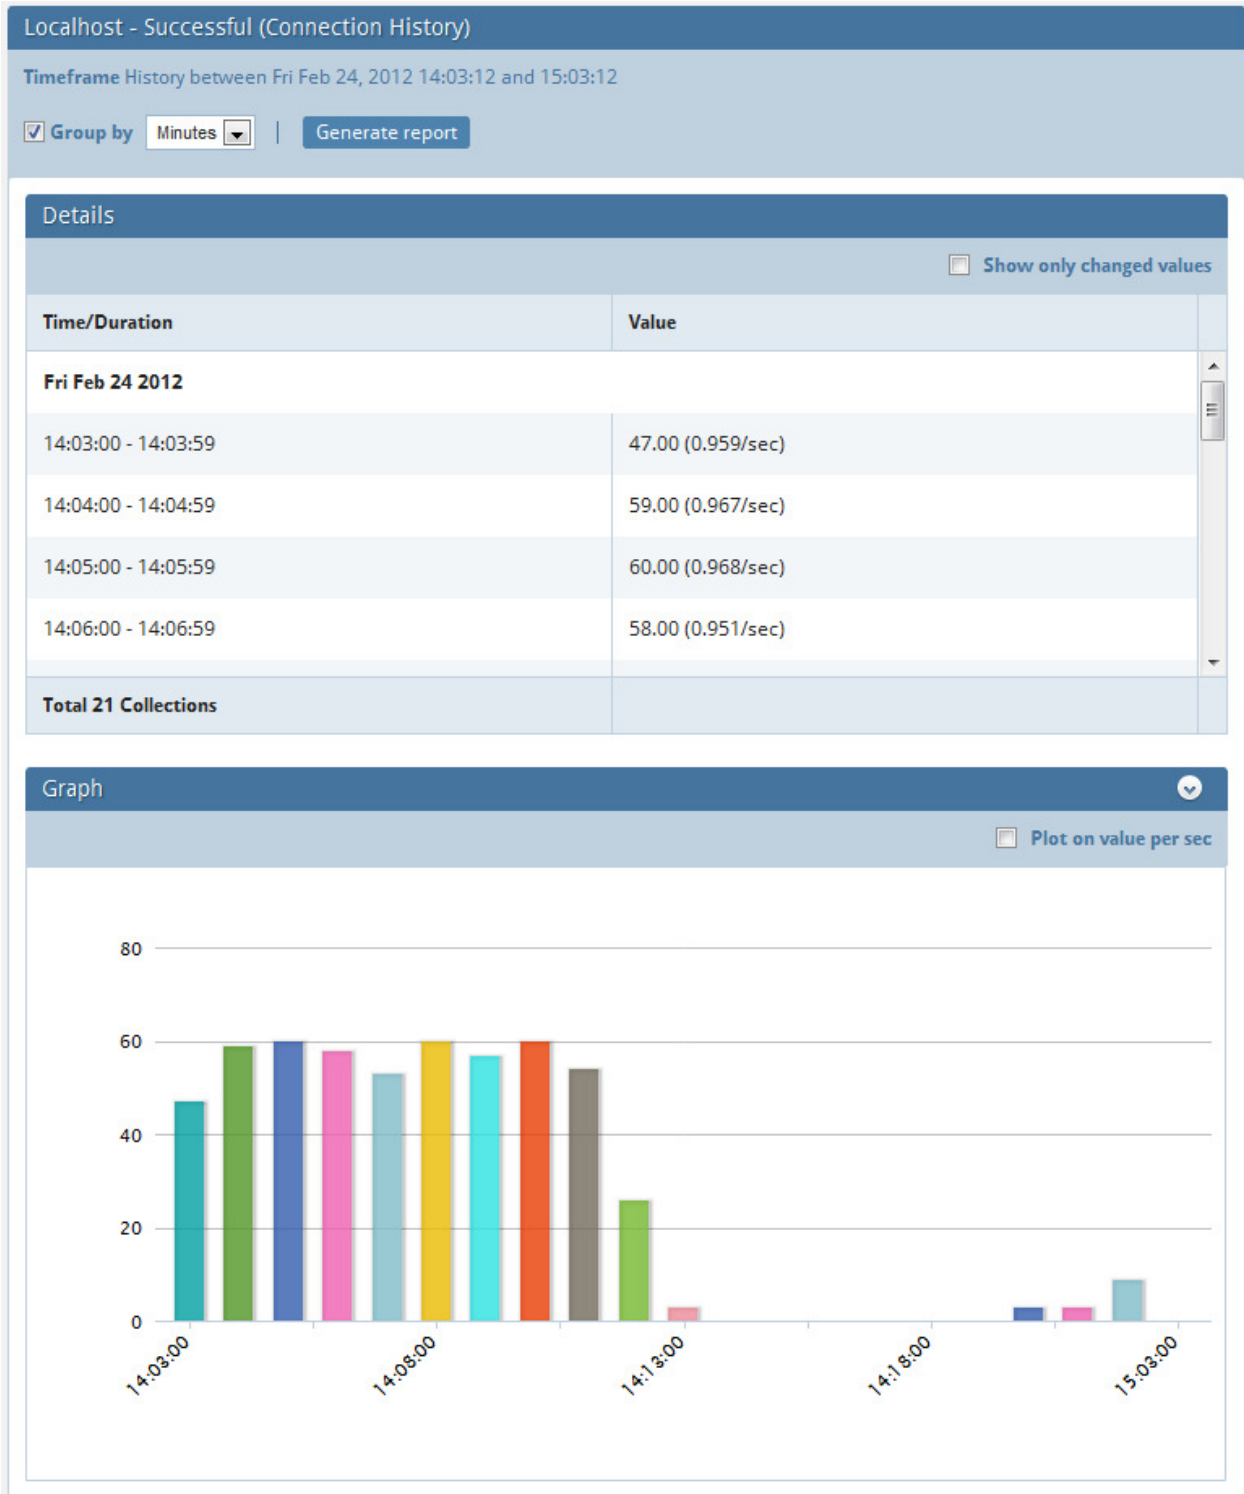 Localhost - Successful (Connection History)
Timeframe History between Fri Feb 24, 2012 14:03:12 and 15:03:12
Group by Minutes | Generate report
Details
Show only changed values
Time/Duration Value
Fri Feb 24 2012
14:03:00 - 14:03:59 47.00 (0.959/sec)
14:04:00 - 14:04:59 59.00 (0.967/sec)
14:05:00 - 14:05:59 60.00 (0.968/sec)
14:06:00 - 14:06:59 58.00 (0.951/sec)
Total 21 Collections
Graph
Plot on value per sec
80
60
40
20
0
14:03:00 14:08:00 14:13:00 14:18:00 15:03:00